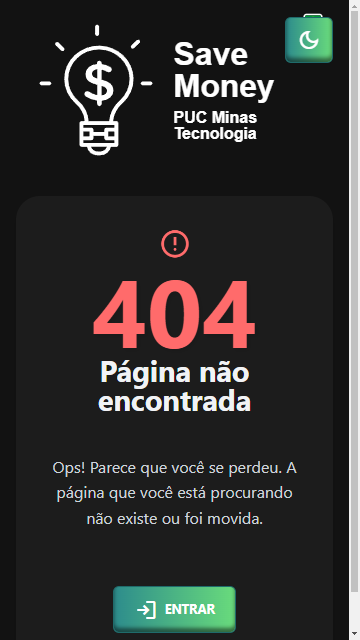 Save
Money
PUC Minas
Tecnologia
404
Página não
encontrada
Ops! Parece que você se perdeu. A
página que você está procurando
não existe ou foi movida.
ENTRAR